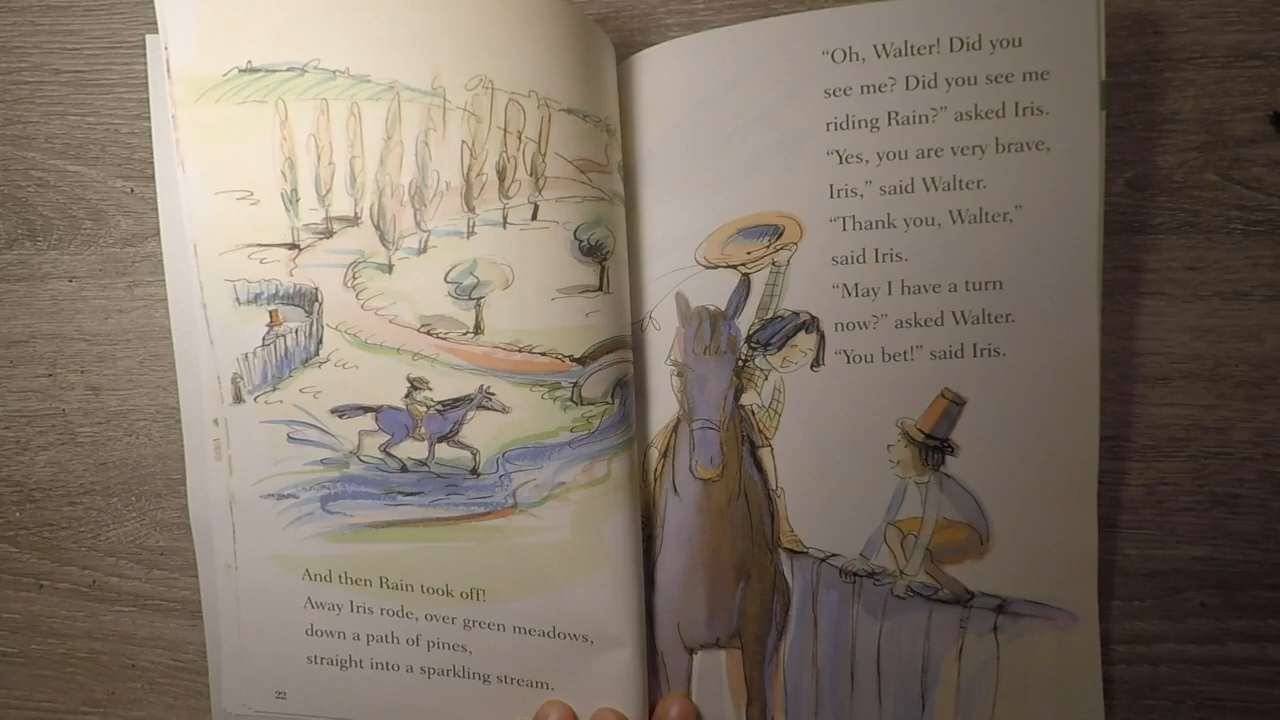 And then Rain took off!
Away Iris rode, over green meadows,
down a path of pines,
straight into a sparkling stream.
22
“Oh, Walter! Did you
see me? Did you see me
riding Rain?” asked Iris.
“Yes, you are very brave,
Iris,” said Walter.
“Thank you, Walter,”
said Iris.
“May I have a turn
now?” asked Walter.
“You bet!” said Iris.